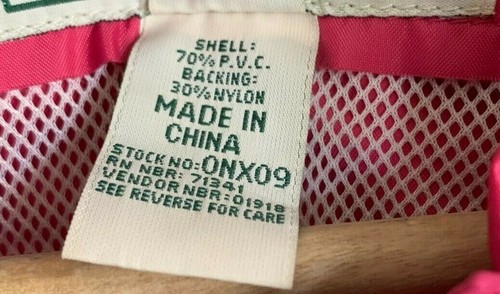 SHELL:
70% P.V.C.
BACKING:
30% NYLON
MADE IN
CHINA
STOCK NO: 0NX09
RN NBR: 71341
VENDOR NBR: 01918
SEE REVERSE FOR CARE